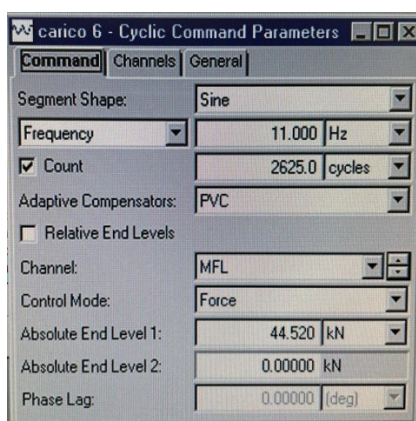 carico 6 - Cyclic Command Parameters
Command Channels General
Segment Shape: Sine
Frequency 11.000 Hz
Count 2625.0 cycles
Adaptive Compensators: PVC
Relative End Levels
Channel: MFL
Control Mode: Force
Absolute End Level 1: 44.520 kN
Absolute End Level 2: 0.00000 kN
Phase Lag: 0.00000 (deg)